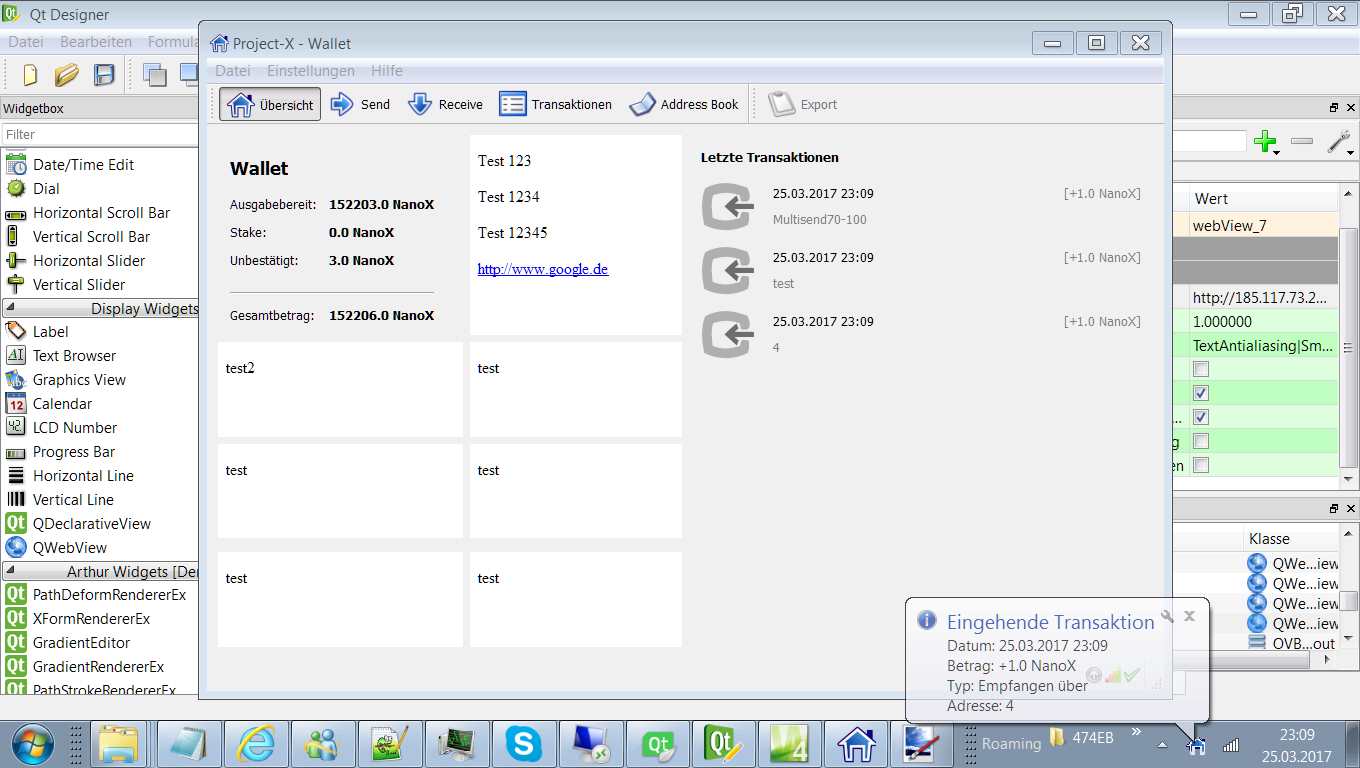 Qt Designer
Datei Bearbeiten
Project-X - Wallet
Datei Einstellungen Hilfe
Übersicht Send Receive Transaktionen Address Book Export
Widgetbox
Filter
Date/Time Edit
Dial
Horizontal Scroll Bar
Vertical Scroll Bar
Horizontal Slider
Vertical Slider
Display Widgets
Label
Text Browser
Graphics View
Calendar
LCD Number
Progress Bar
Horizontal Line
Vertical Line
QDeclarativeView
QWebView
Arthur Widgets [De
PathDeformRendererEx
XFormRendererEx
GradientEditor
GradientRendererEx
PathStrokeRendererEx
Wallet
Ausgabebereit: 152203.0 NanoX
Stake: 0.0 NanoX
Unbestätigt: 3.0 NanoX
Gesamtbetrag: 152206.0 NanoX
Test 123
Test 1234
Test 12345
http://www.google.de
test2
test
test
test
test
test
Letzte Transaktionen
25.03.2017 23:09 [+1.0 NanoX]
Multisend70-100
25.03.2017 23:09 [+1.0 NanoX]
test
25.03.2017 23:09 [+1.0 NanoX]
4
Wert
webView_7
http://185.117.73.2...
1.000000
TextAntialiasing|Sm...
...
g
en
Klasse
QWe...iew
QWe...iew
QWe...iew
QWe...iew
QVB...out
Eingehende Transaktion
Datum: 25.03.2017 23:09
Betrag: +1.0 NanoX
Typ: Empfangen über
Adresse: 4
Roaming 474EB »
23:09
25.03.2017